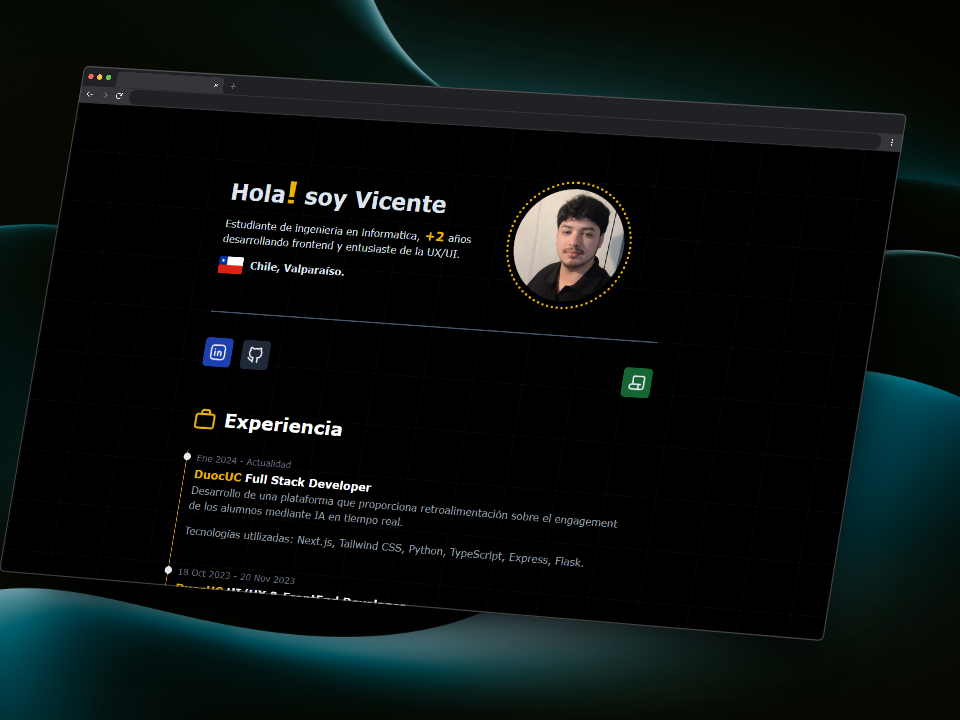 Hola! soy Vicente
Estudiante de ingenieria en informatica, +2 años
desarrollando frontend y entusiaste de la UX/UI.
Chile, Valparaíso.
in
Experiencia
Ene 2024 - Actualidad
DuocUC Full Stack Developer
Desarrollo de una plataforma que proporciona retroalimentación sobre el engagement
de los alumnos mediante IA en tiempo real.
Tecnologías utilizadas: Next.js, Tailwind CSS, Python, TypeScript, Express, Flask.
18 Oct 2023 - 20 Nov 2023